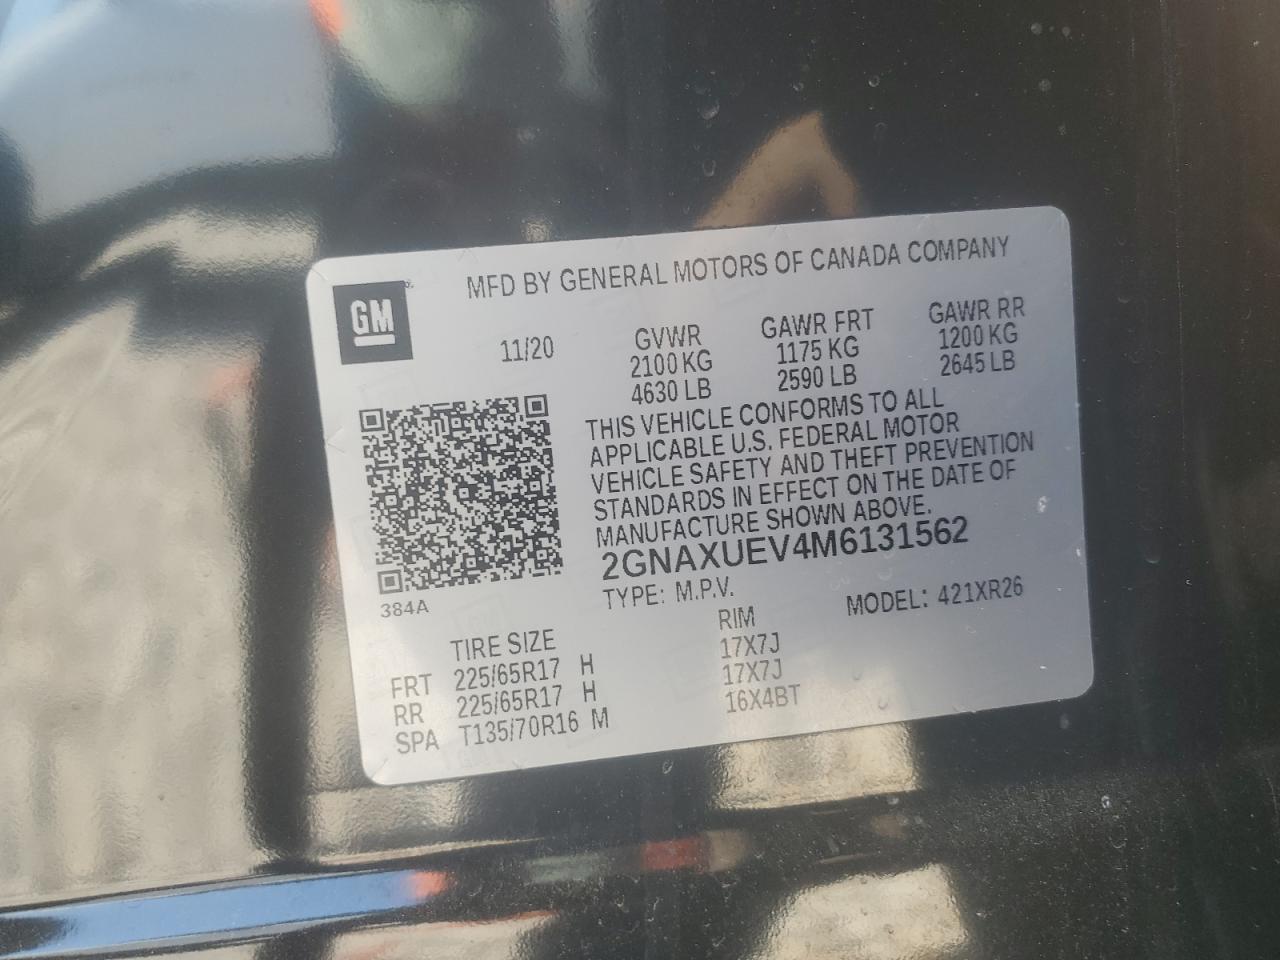 MFD BY GENERAL MOTORS OF CANADA COMPANY
GM
11/20
GVWR
2100 KG
4630 LB
GAWR FRT
1175 KG
2590 LB
GAWR RR
1200 KG
2645 LB
THIS VEHICLE CONFORMS TO ALL
APPLICABLE U.S. FEDERAL MOTOR
VEHICLE SAFETY AND THEFT PREVENTION
STANDARDS IN EFFECT ON THE DATE OF
MANUFACTURE SHOWN ABOVE.
2GNAXUEV4M6131562
TYPE: M.P.V.
MODEL: 421XR26
384A
TIRE SIZE RIM
FRT 225/65R17 H 17X7J
RR 225/65R17 H 17X7J
SPA T135/70R16 M 16X4BT